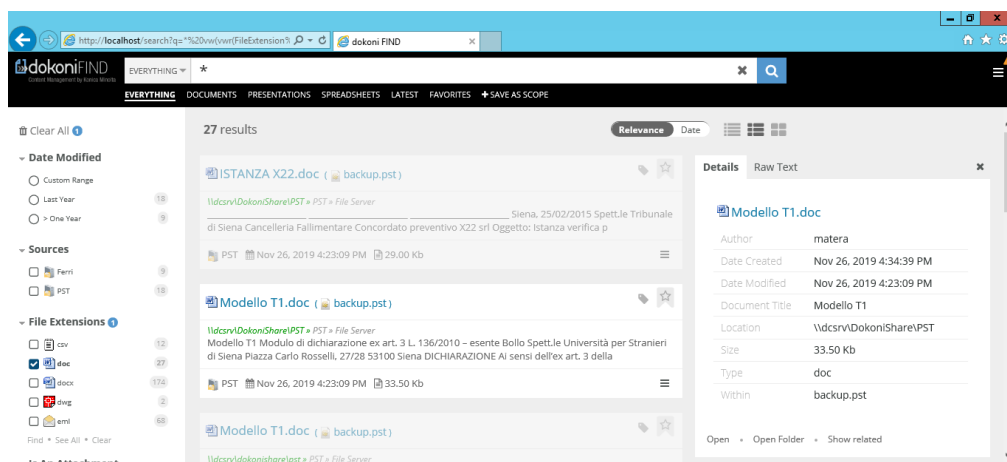 http://localhost/search?q=*%20vw(vwr(FileExtension%
dokoni FIND
dokoniFIND
Content Management by Konica Minolta
EVERYTHING
*
EVERYTHING DOCUMENTS PRESENTATIONS SPREADSHEETS LATEST FAVORITES + SAVE AS SCOPE
Clear All 1
27 results
Relevance Date
Date Modified
Custom Range
Last Year 18
> One Year 9
Sources
Ferri 9
PST 18
File Extensions 1
csv 12
doc 27
docx 174
dwg 2
eml 68
Find • See All • Clear
Is An Attachment
ISTANZA X22.doc ( backup.pst )
\\dcsrv\DokoniShare\PST » PST » File Server
Siena, 25/02/2015 Spett.le Tribunale
di Siena Cancelleria Fallimentare Concordato preventivo X22 srl Oggetto: Istanza verifica p
PST Nov 26, 2019 4:23:09 PM 29.00 Kb
Modello T1.doc ( backup.pst )
\\dcsrv\DokoniShare\PST » PST » File Server
Modello T1 Modulo di dichiarazione ex art. 3 L. 136/2010 – esente Bollo Spett.le Università per Stranieri
di Siena Piazza Carlo Rosselli, 27/28 53100 Siena DICHIARAZIONE Ai sensi dell'ex art. 3 della
PST Nov 26, 2019 4:23:09 PM 33.50 Kb
Modello T1.doc ( backup.pst )
\\dcsrv\dokonishare\pst » PST » File Server
Details Raw Text
Modello T1.doc
Author matera
Date Created Nov 26, 2019 4:34:39 PM
Date Modified Nov 26, 2019 4:23:09 PM
Document Title Modello T1
Location \\dcsrv\DokoniShare\PST
Size 33.50 Kb
Type doc
Within backup.pst
Open • Open Folder • Show related